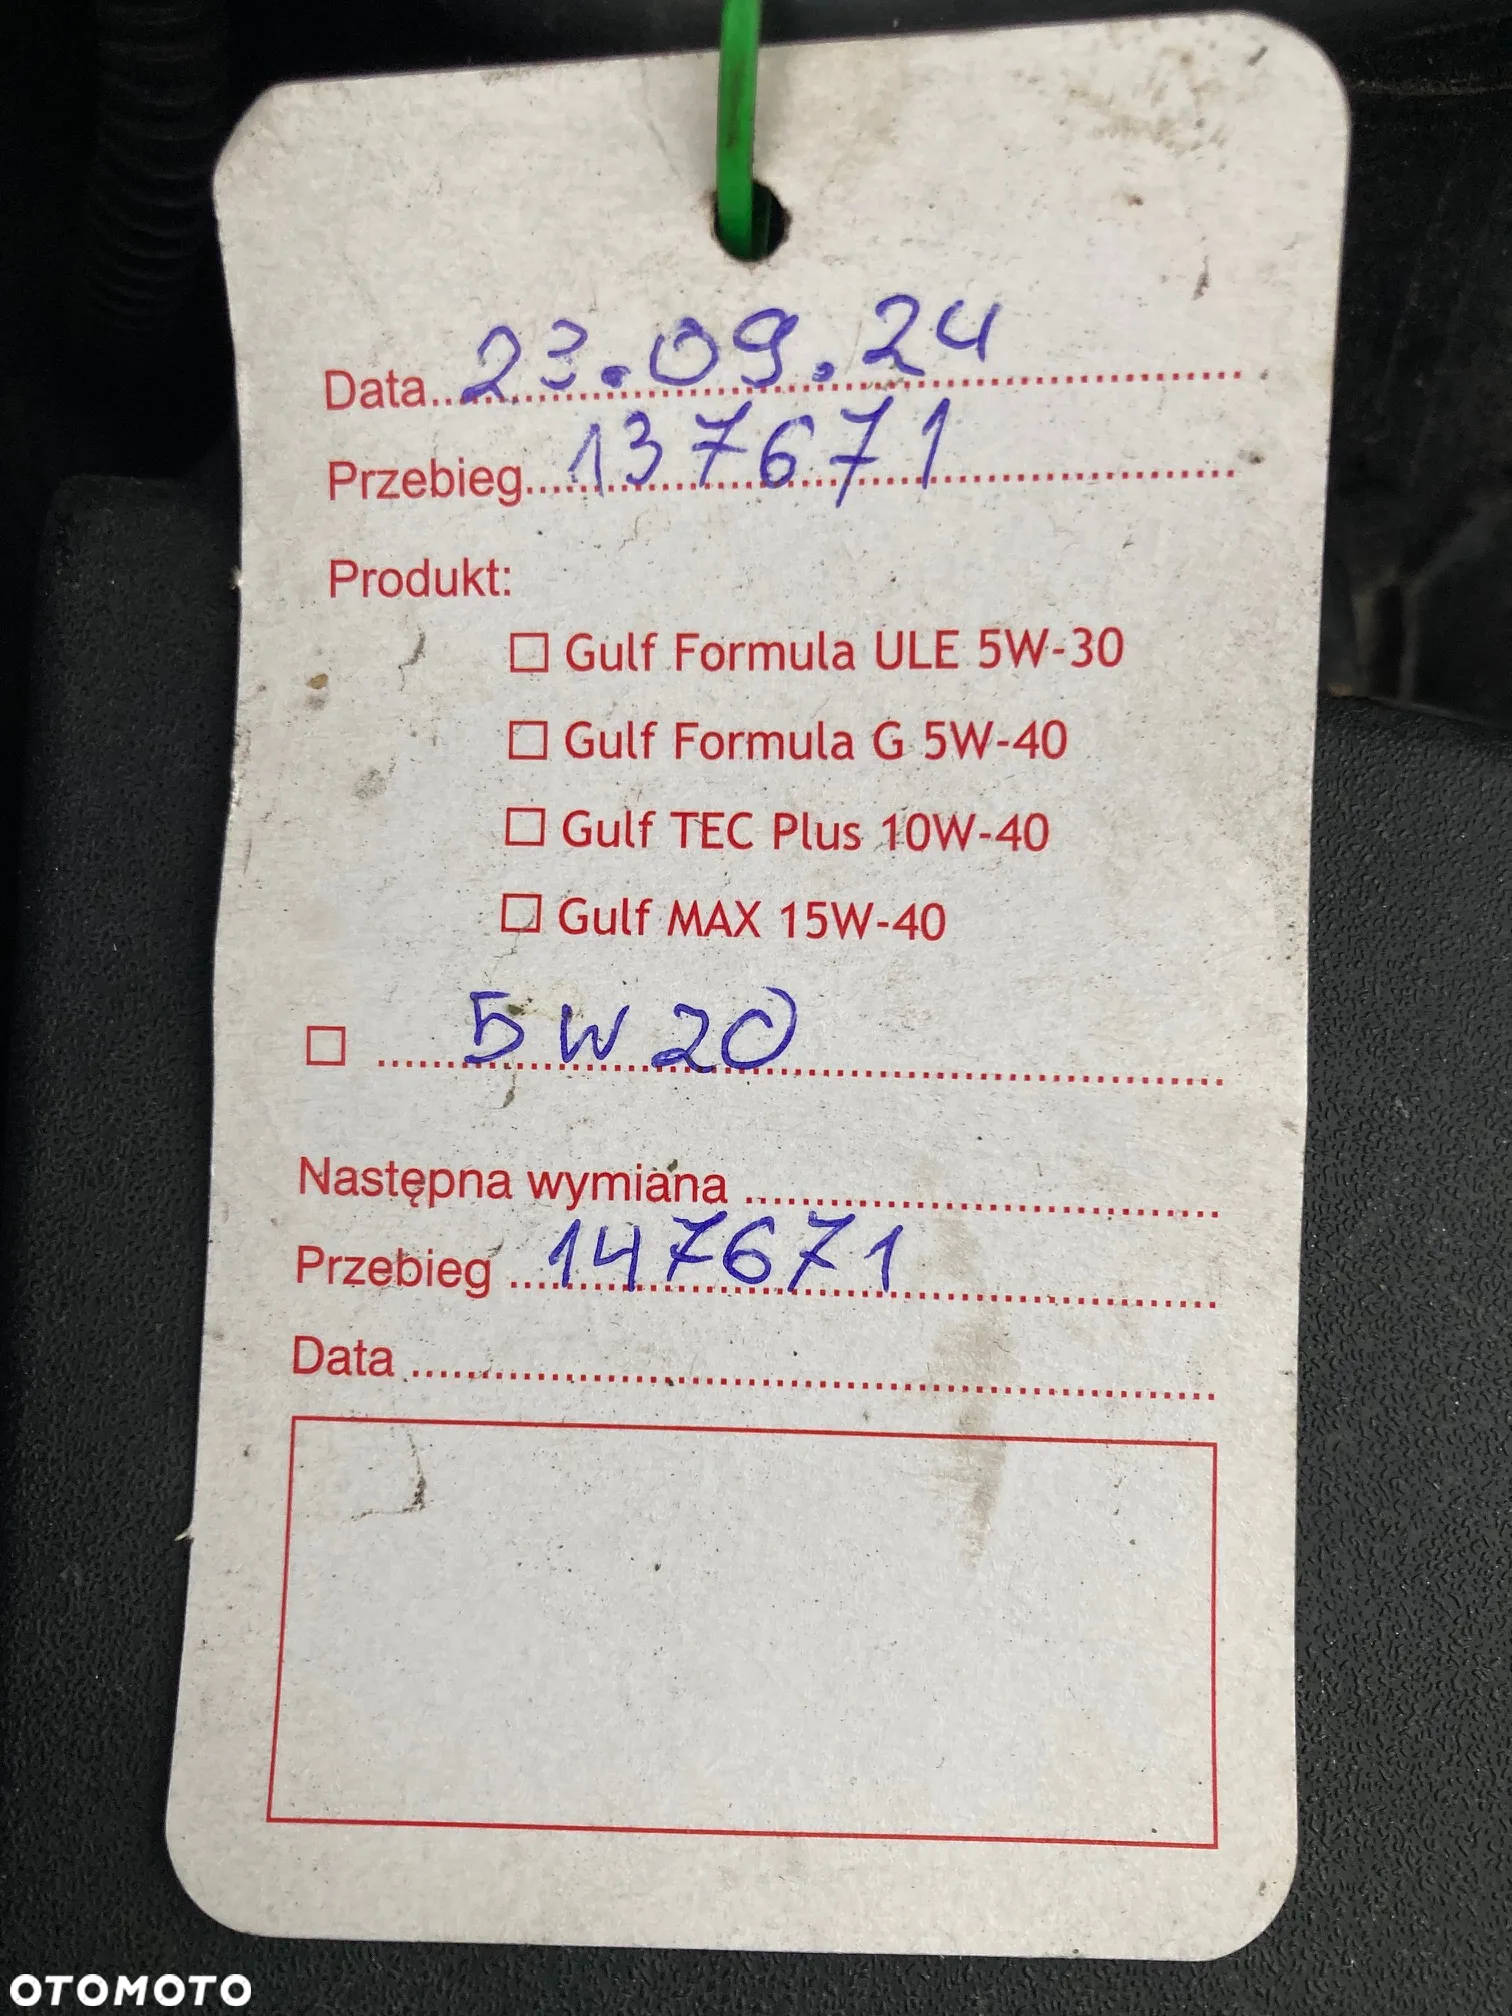 Data 23.09.24
Przebieg 137671
Produkt:
Gulf Formula ULE 5W-30
Gulf Formula G 5W-40
Gulf TEC Plus 10W-40
Gulf MAX 15W-40
5W20
Następna wymiana
Przebieg 147671
Data
OTOMOTO